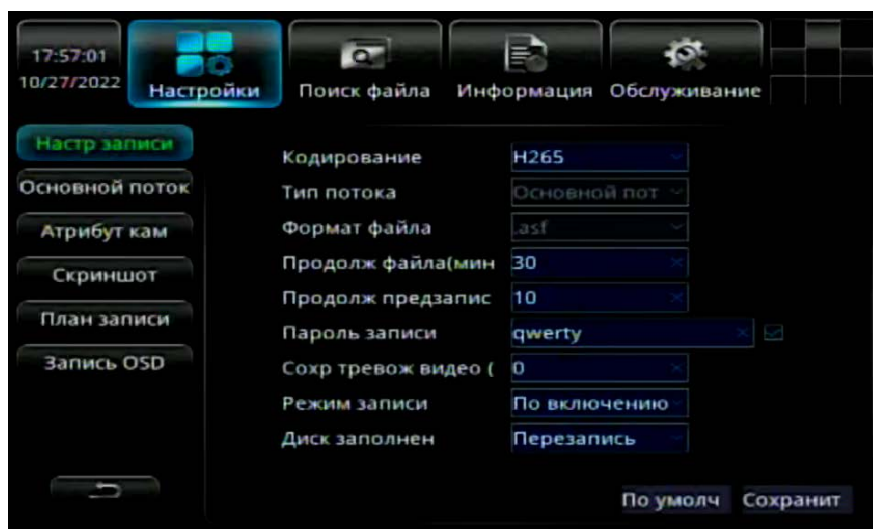 17:57:01
10/27/2022
Настройки
Поиск файла
Информация
Обслуживание
Настр записи
Основной поток
Атрибут кам
Скриншот
План записи
Запись OSD
Кодирование H265
Тип потока Основной пот
Формат файла .asf
Продолж файла(мин 30
Продолж предзапис 10
Пароль записи qwerty
Сохр тревож видео ( 0
Режим записи По включению
Диск заполнен Перезапись
По умолч Сохранит